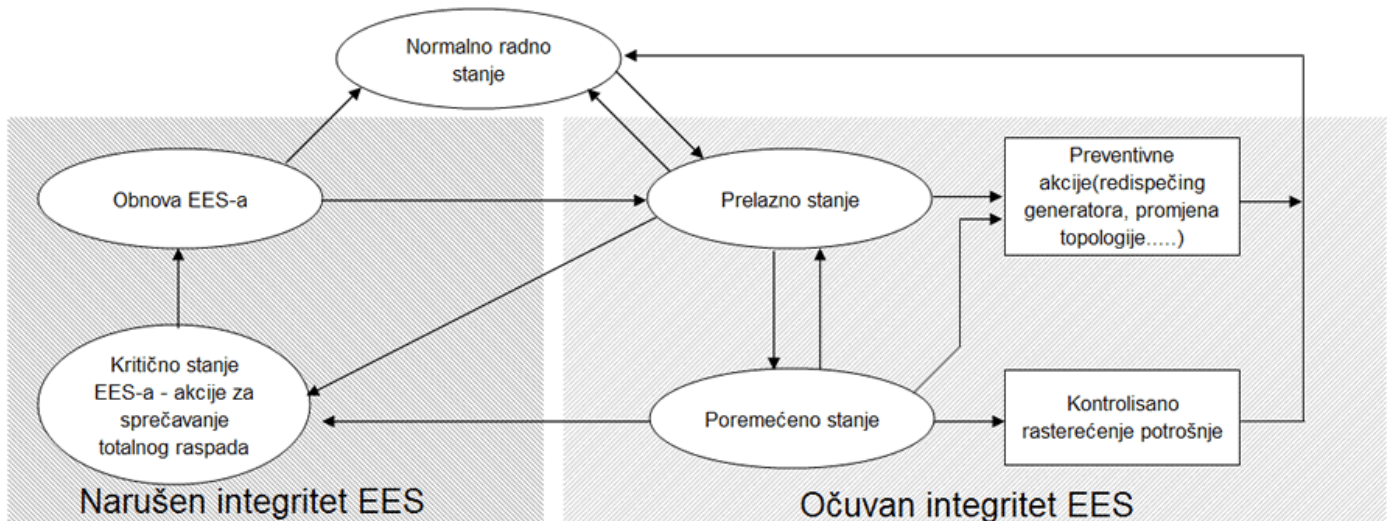 Normalno radno
stanje
Obnova EES-a
Prelazno stanje
Preventivne
akcije(redispečing
generatora, promjena
topologije.....)
Kritično stanje
EES-a - akcije za
sprečavanje
totalnog raspada
Poremećeno stanje
Kontrolisano
rasterećenje potrošnje
Narušen integritet EES
Očuvan integritet EES